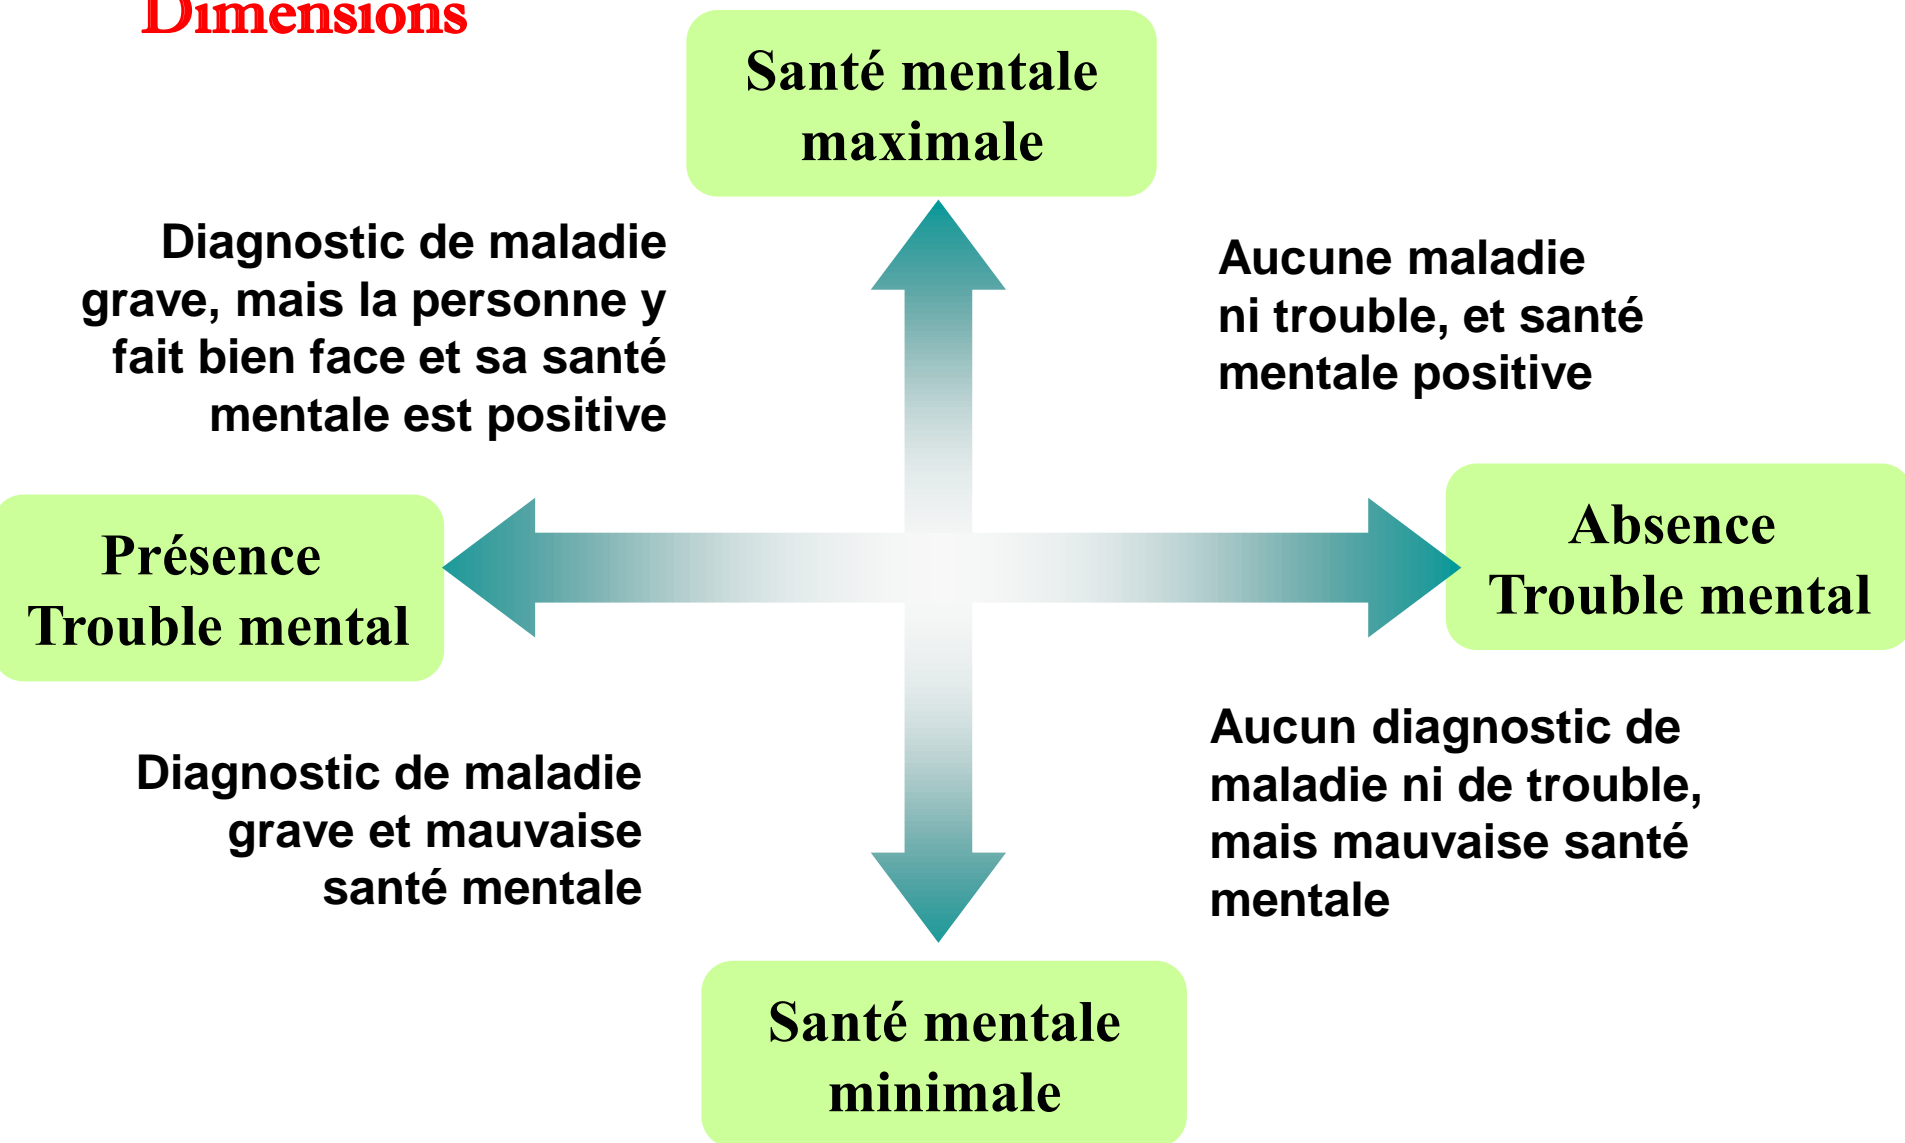 Dimensions
Santé mentale
maximale
Diagnostic de maladie
grave, mais la personne y
fait bien face et sa santé
mentale est positive
Aucune maladie
ni trouble, et santé
mentale positive
Présence
Trouble mental
Absence
Trouble mental
Diagnostic de maladie
grave et mauvaise
santé mentale
Aucun diagnostic de
maladie ni de trouble,
mais mauvaise santé
mentale
Santé mentale
minimale